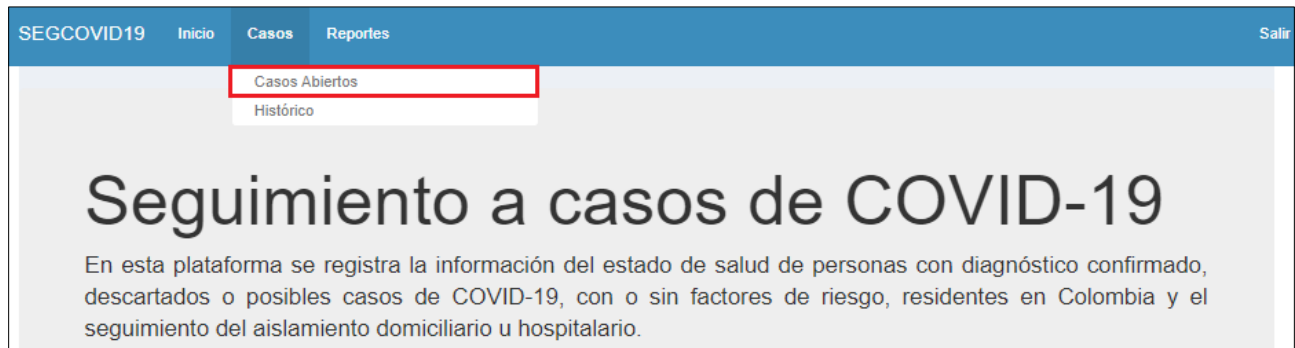 SEGCOVID19 Inicio Casos Reportes Salir
Casos Abiertos
Histórico
Seguimiento a casos de COVID-19
En esta plataforma se registra la información del estado de salud de personas con diagnóstico confirmado,
descartados o posibles casos de COVID-19, con o sin factores de riesgo, residentes en Colombia y el
seguimiento del aislamiento domiciliario u hospitalario.